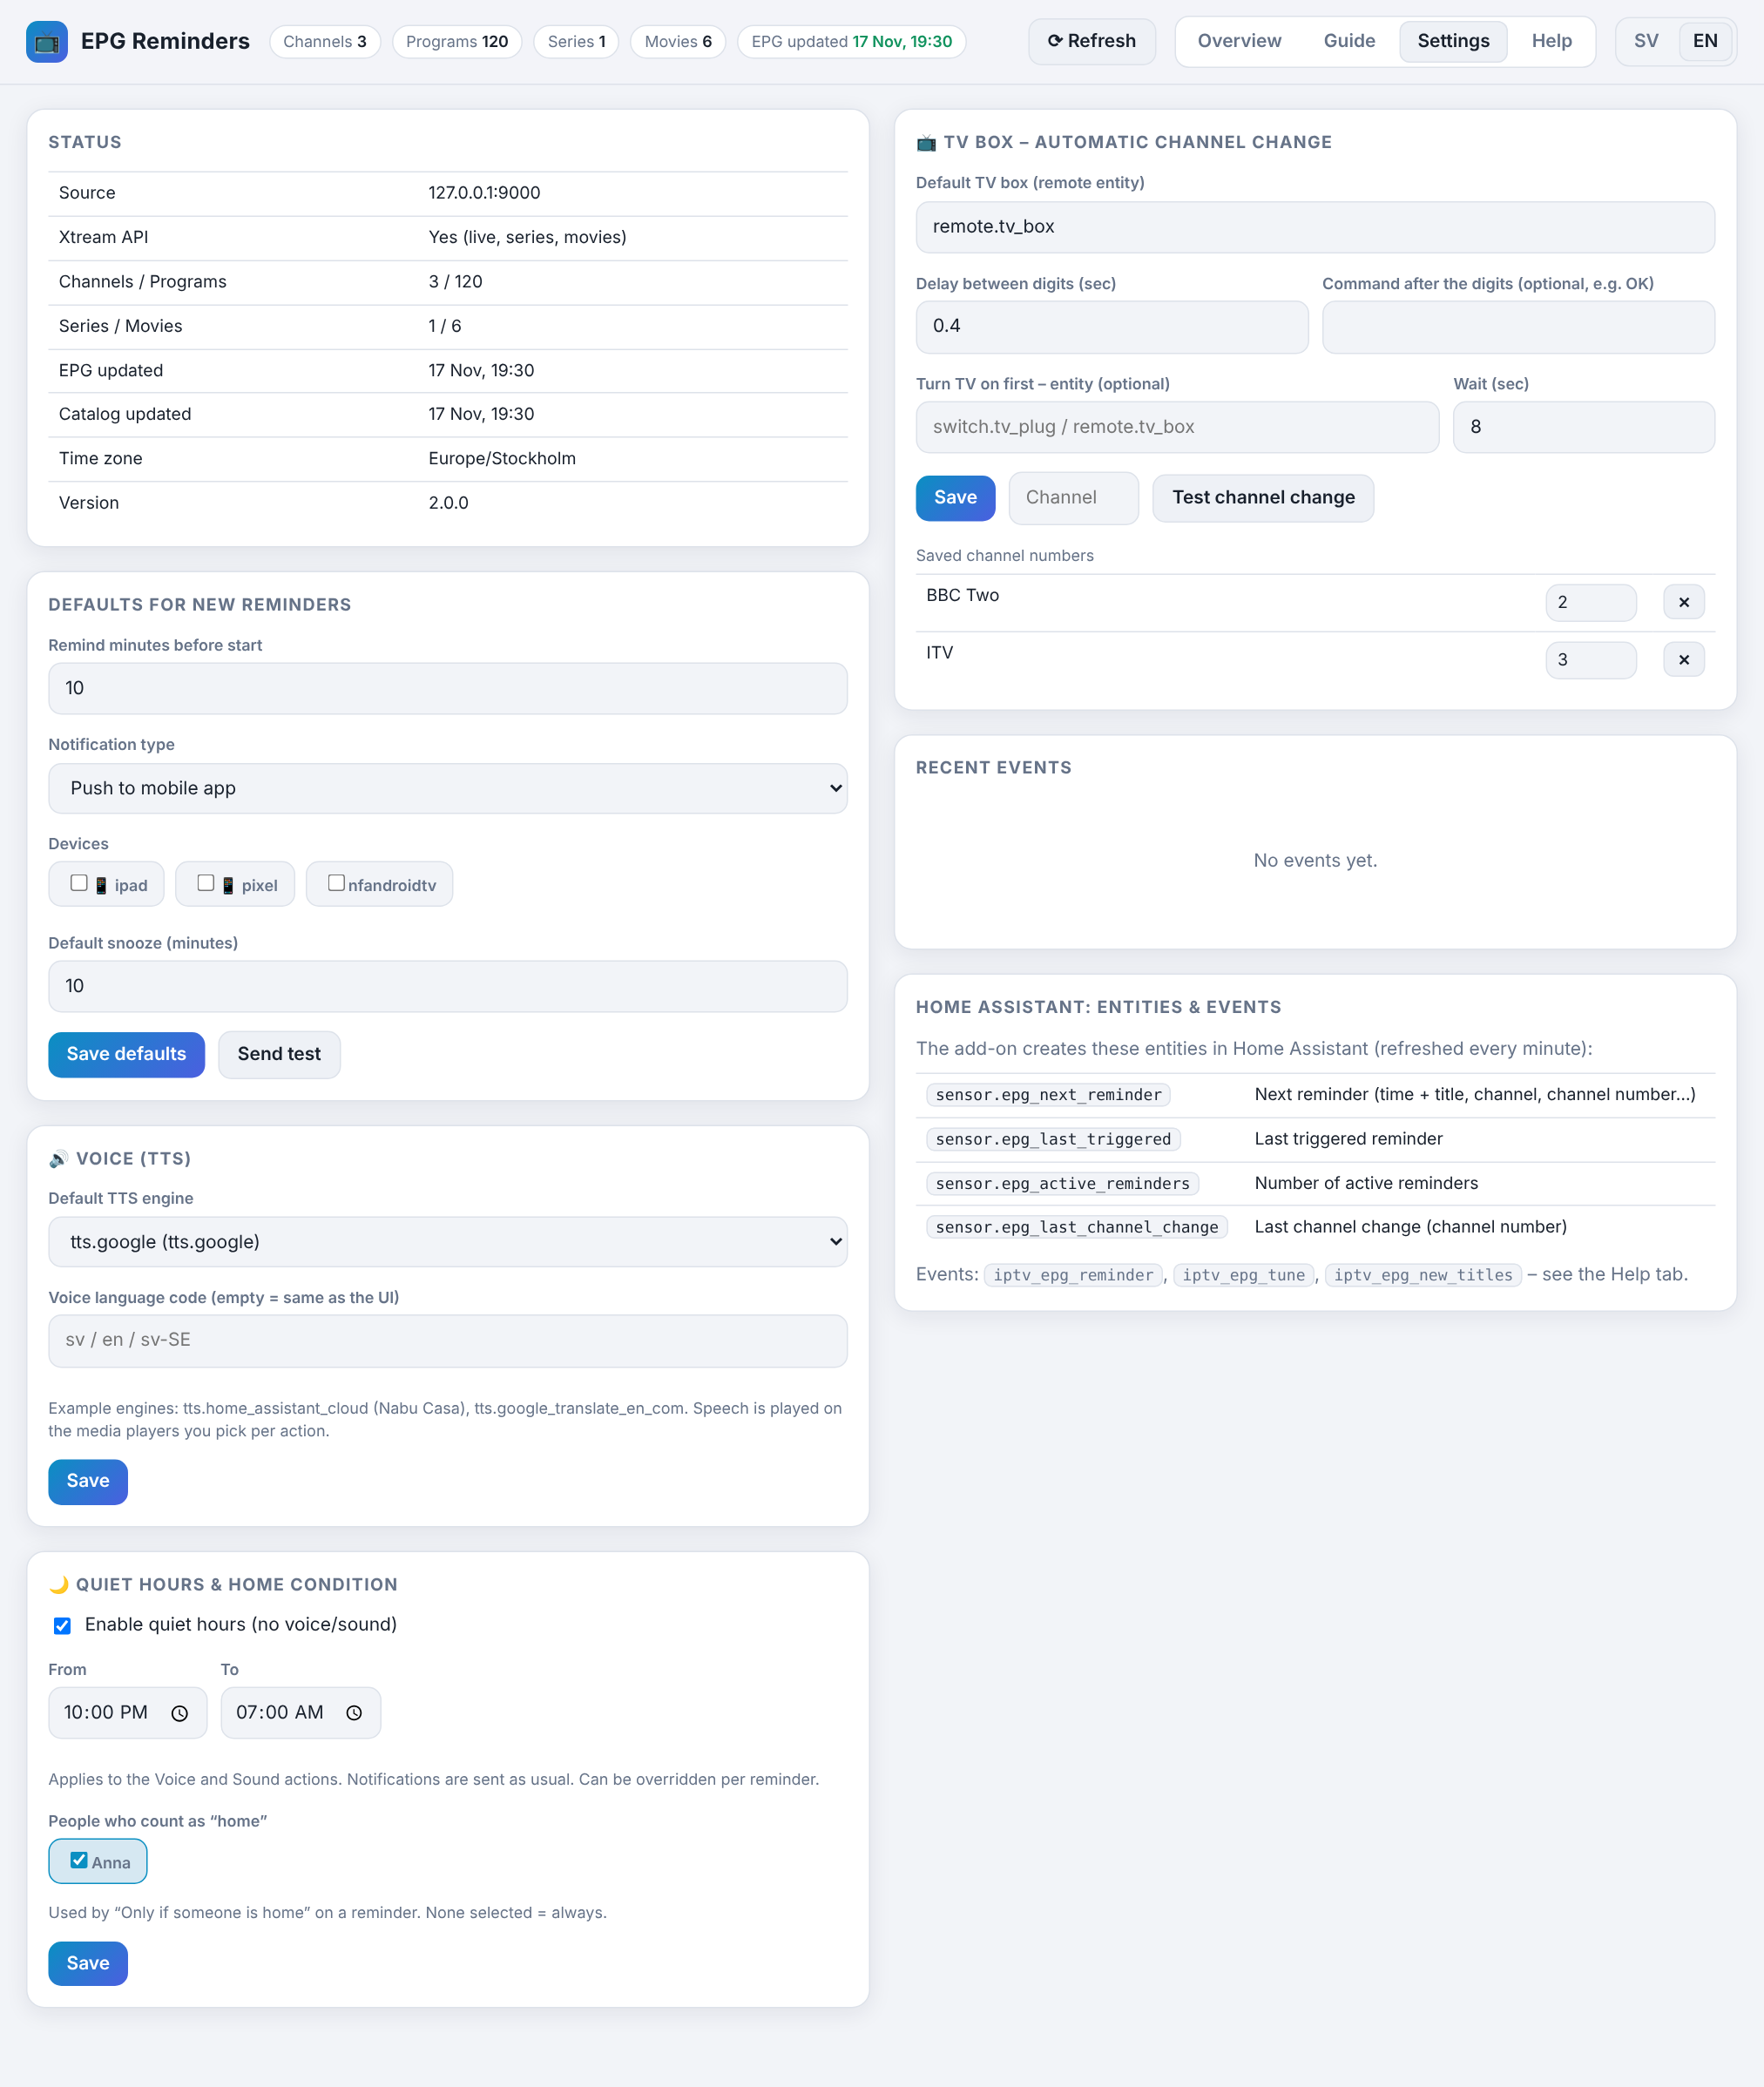 EPG Reminders
Channels 3
Programs 120
Series 1
Movies 6
EPG updated 17 Nov, 19:30
⟳ Refresh
Overview
Guide
Settings
Help
SV
EN
STATUS
Source 127.0.0.1:9000
Xtream API Yes (live, series, movies)
Channels / Programs 3 / 120
Series / Movies 1 / 6
EPG updated 17 Nov, 19:30
Catalog updated 17 Nov, 19:30
Time zone Europe/Stockholm
Version 2.0.0
DEFAULTS FOR NEW REMINDERS
Remind minutes before start
10
Notification type
Push to mobile app
Devices
ipad
pixel
nfandroidtv
Default snooze (minutes)
10
Save defaults
Send test
VOICE (TTS)
Default TTS engine
tts.google (tts.google)
Voice language code (empty = same as the UI)
sv / en / sv-SE
Example engines: tts.home_assistant_cloud (Nabu Casa), tts.google_translate_en_com. Speech is played on
the media players you pick per action.
Save
QUIET HOURS & HOME CONDITION
Enable quiet hours (no voice/sound)
From To
10:00 PM 07:00 AM
Applies to the Voice and Sound actions. Notifications are sent as usual. Can be overridden per reminder.
People who count as “home”
Anna
Used by “Only if someone is home” on a reminder. None selected = always.
Save
TV BOX – AUTOMATIC CHANNEL CHANGE
Default TV box (remote entity)
remote.tv_box
Delay between digits (sec) Command after the digits (optional, e.g. OK)
0.4
Turn TV on first – entity (optional) Wait (sec)
switch.tv_plug / remote.tv_box 8
Save
Channel
Test channel change
Saved channel numbers
BBC Two 2 ×
ITV 3 ×
RECENT EVENTS
No events yet.
HOME ASSISTANT: ENTITIES & EVENTS
The add-on creates these entities in Home Assistant (refreshed every minute):
sensor.epg_next_reminder Next reminder (time + title, channel, channel number…)
sensor.epg_last_triggered Last triggered reminder
sensor.epg_active_reminders Number of active reminders
sensor.epg_last_channel_change Last channel change (channel number)
Events: iptv_epg_reminder, iptv_epg_tune, iptv_epg_new_titles – see the Help tab.